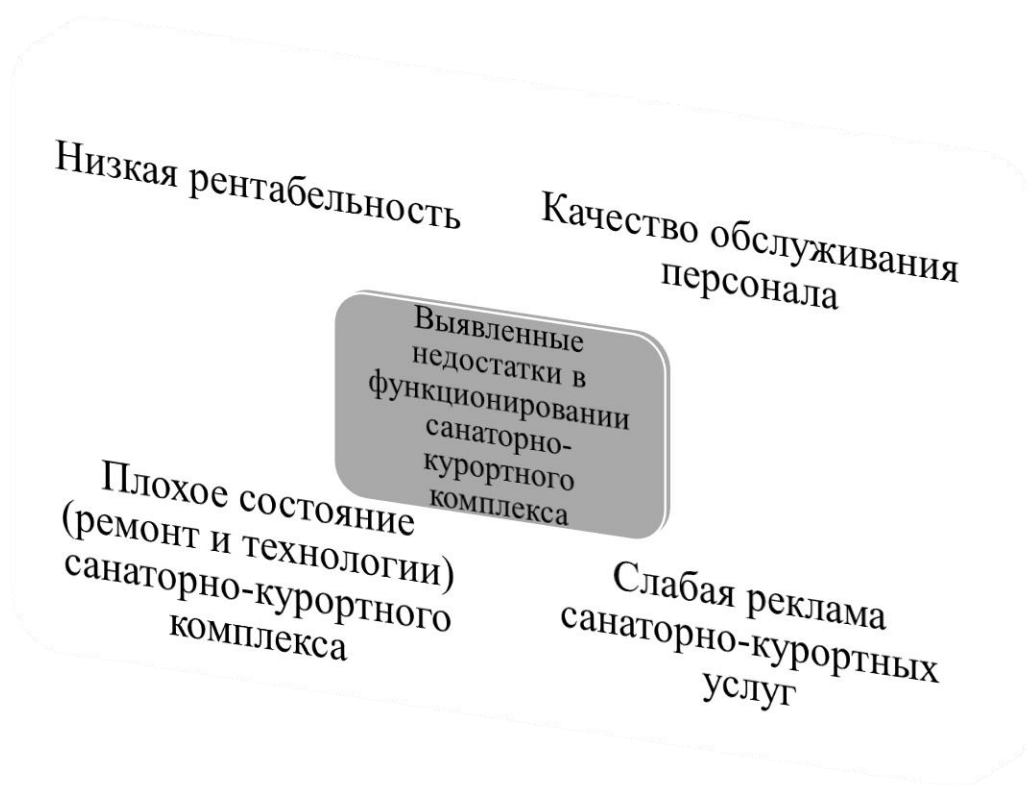 Низкая рентабельность
Качество обслуживания
персонала
Выявленные
недостатки в
функционировании
санаторно-
курортного
комплекса
Плохое состояние
(ремонт и технологии)
санаторно-курортного
комплекса
Слабая реклама
санаторно-курортных
услуг